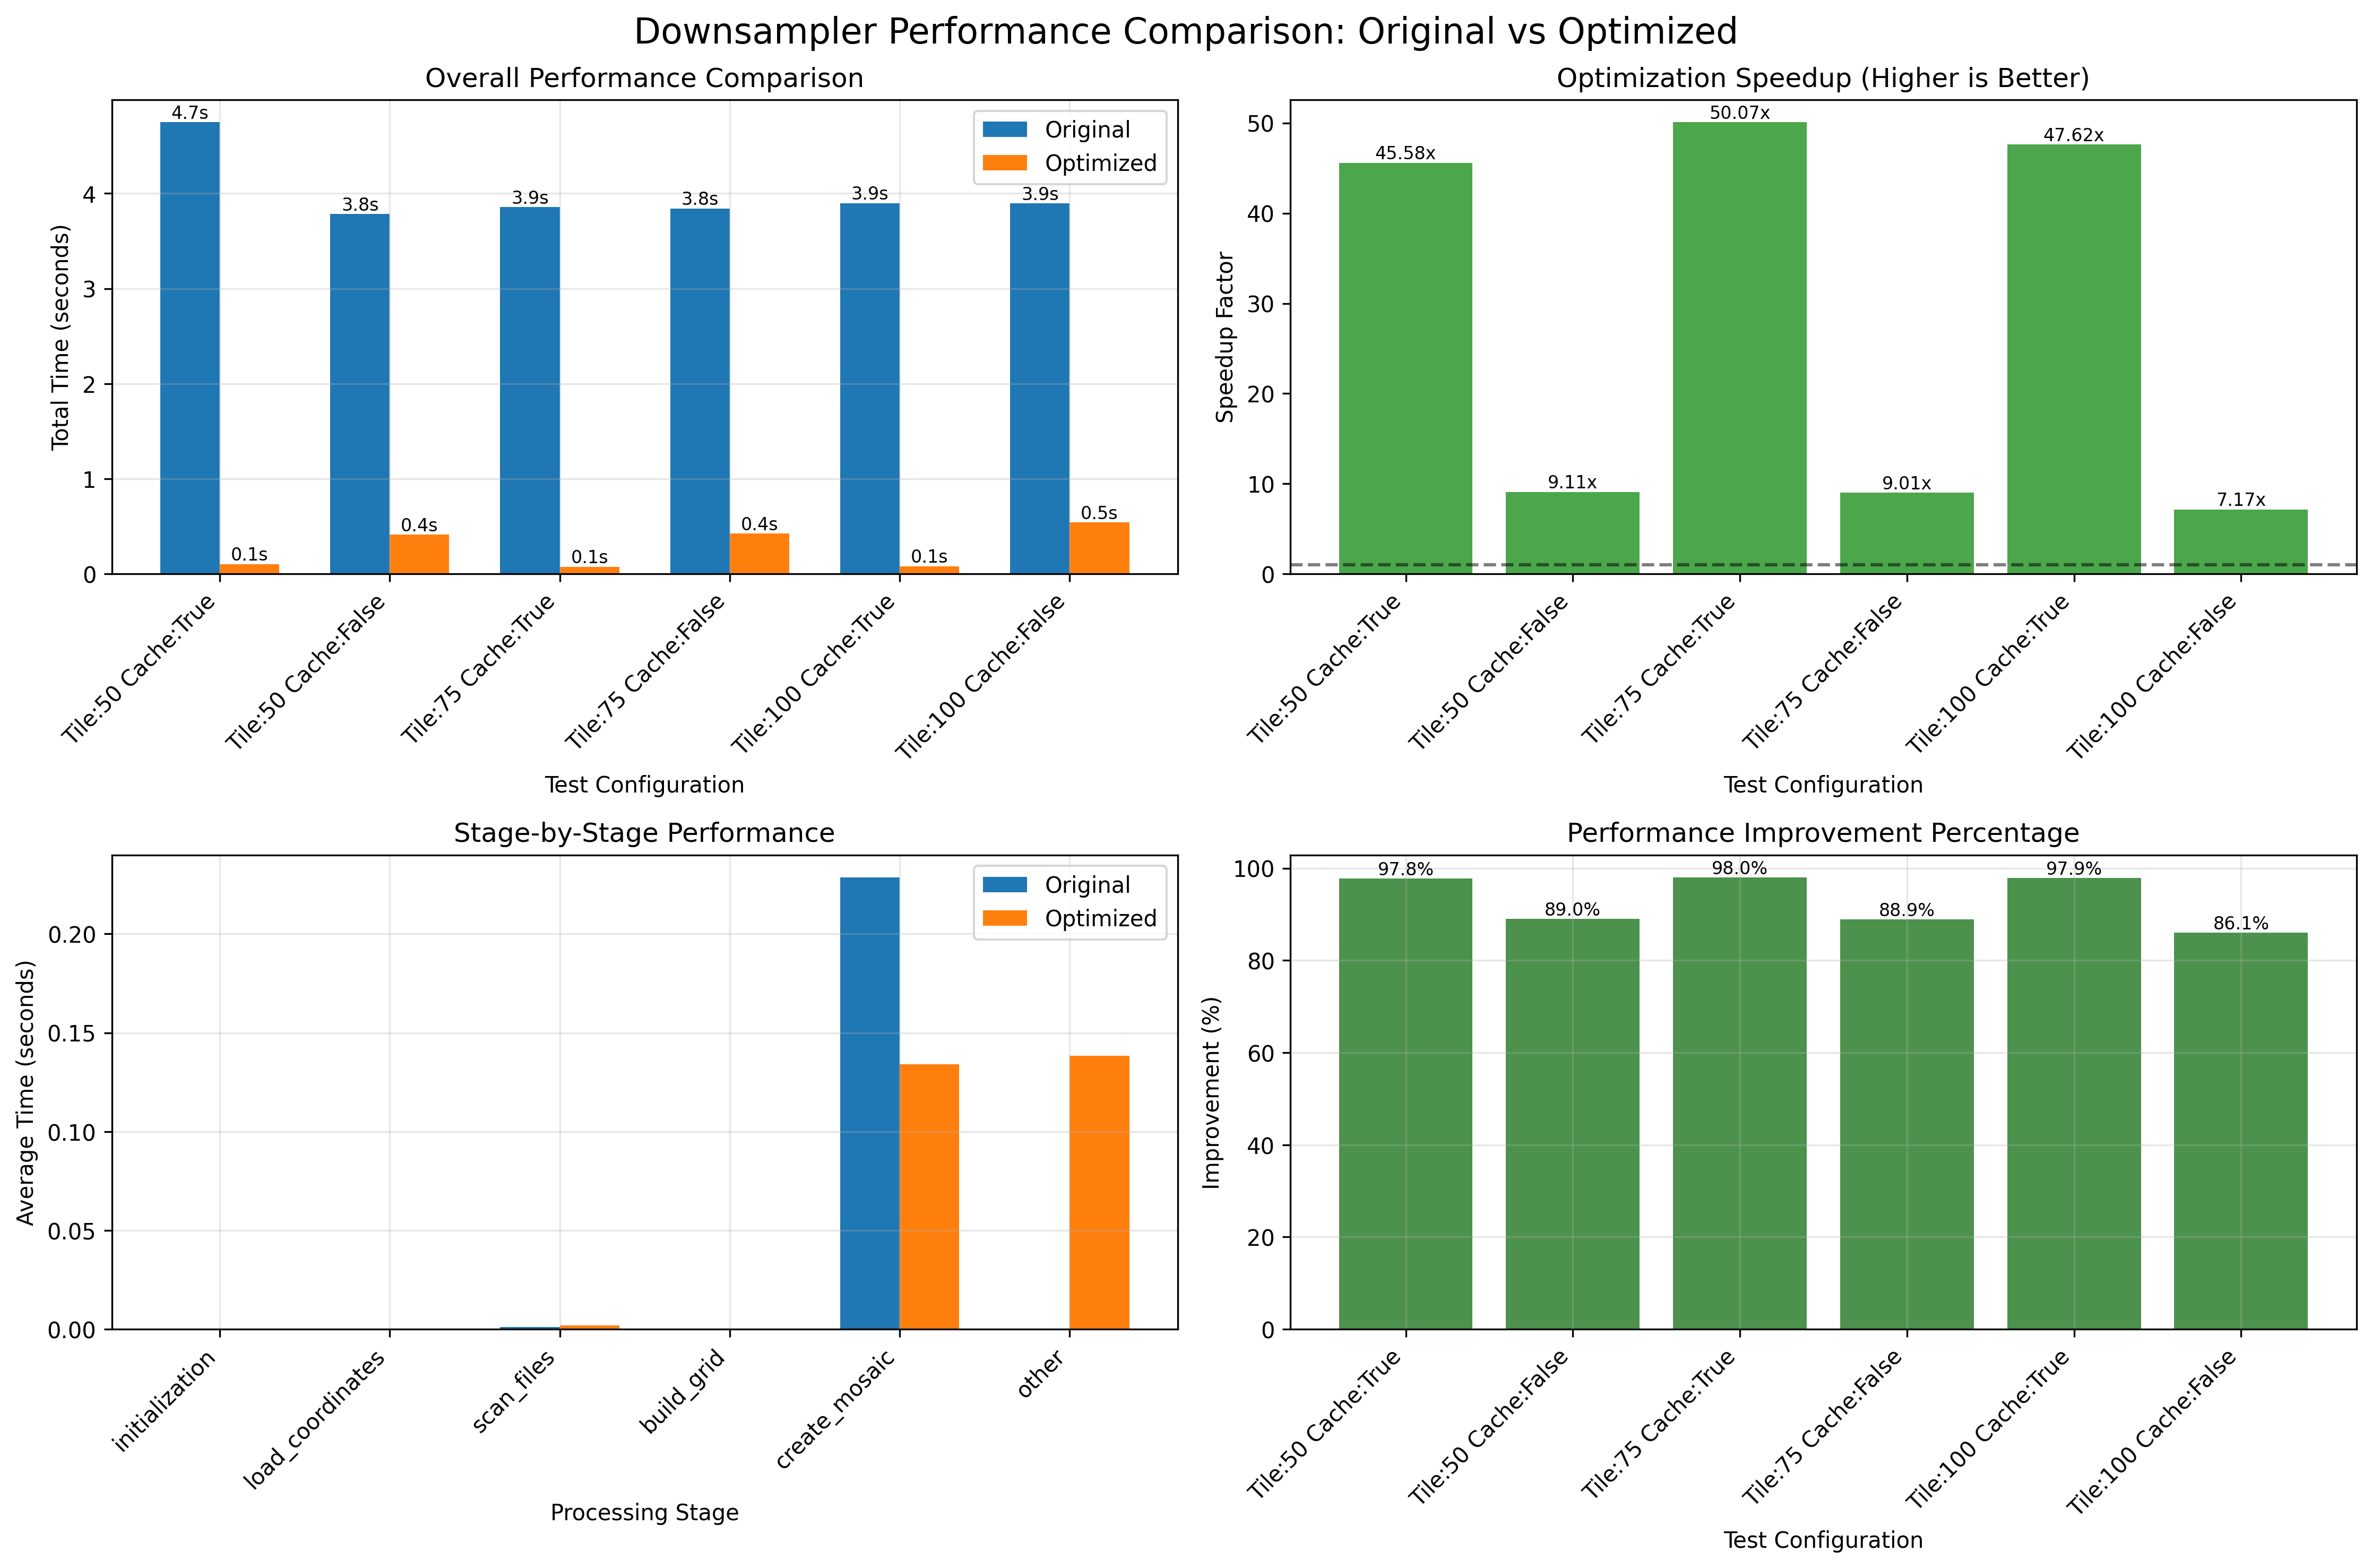 Downsampler Performance Comparison: Original vs Optimized
Overall Performance Comparison
Total Time (seconds)
4
3
2
1
0
4.7s
0.1s
3.8s
0.4s
3.9s
0.1s
3.8s
0.4s
3.9s
0.1s
3.9s
0.5s
Original
Optimized
Tile:50 Cache:True
Tile:50 Cache:False
Tile:75 Cache:True
Tile:75 Cache:False
Tile:100 Cache:True
Tile:100 Cache:False
Test Configuration
Optimization Speedup (Higher is Better)
Speedup Factor
50
40
30
20
10
0
45.58x
9.11x
50.07x
9.01x
47.62x
7.17x
Tile:50 Cache:True
Tile:50 Cache:False
Tile:75 Cache:True
Tile:75 Cache:False
Tile:100 Cache:True
Tile:100 Cache:False
Test Configuration
Stage-by-Stage Performance
Average Time (seconds)
0.20
0.15
0.10
0.05
0.00
Original
Optimized
initialization
load_coordinates
scan_files
build_grid
create_mosaic
other
Processing Stage
Performance Improvement Percentage
Improvement (%)
100
80
60
40
20
0
97.8%
89.0%
98.0%
88.9%
97.9%
86.1%
Tile:50 Cache:True
Tile:50 Cache:False
Tile:75 Cache:True
Tile:75 Cache:False
Tile:100 Cache:True
Tile:100 Cache:False
Test Configuration